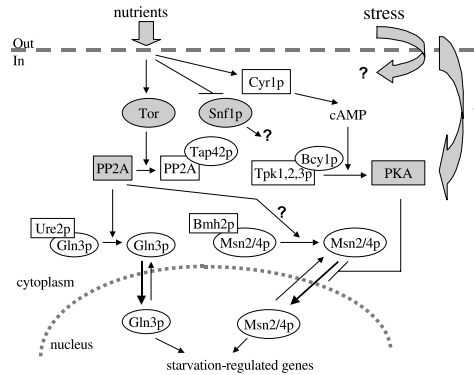 nutrients
stress
Out
In
?
Cyr1p
Tor
Snf1p
cAMP
?
Tap42p
PP2A
PP2A
Bcy1p
Tpk1,2,3p
PKA
?
Ure2p
Gln3p
Gln3p
Bmh2p
Msn2/4p
Msn2/4p
cytoplasm
Gln3p
Msn2/4p
nucleus
starvation-regulated genes